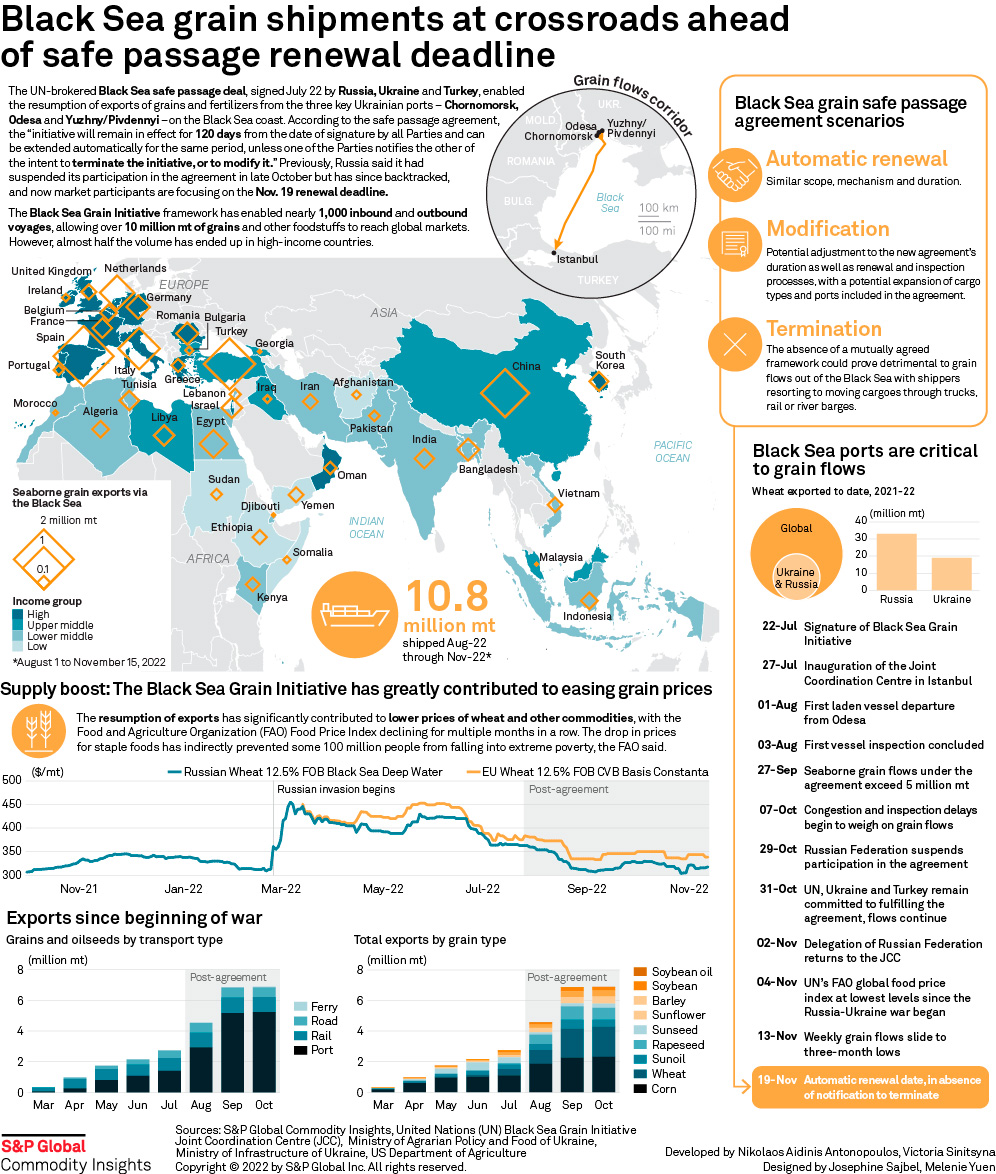 Black Sea grain shipments at crossroads ahead
of safe passage renewal deadline
The UN-brokered Black Sea safe passage deal, signed July 22 by Russia, Ukraine and Turkey, enabled
the resumption of exports of grains and fertilizers from the three key Ukrainian ports – Chornomorsk,
Odesa and Yuzhny/Pivdennyi – on the Black Sea coast. According to the safe passage agreement,
the “initiative will remain in effect for 120 days from the date of signature by all Parties and can
be extended automatically for the same period, unless one of the Parties notifies the other of
the intent to terminate the initiative, or to modify it.” Previously, Russia said it had
suspended its participation in the agreement in late October but has since backtracked,
and now market participants are focusing on the Nov. 19 renewal deadline.
The Black Sea Grain Initiative framework has enabled nearly 1,000 inbound and outbound
voyages, allowing over 10 million mt of grains and other foodstuffs to reach global markets.
However, almost half the volume has ended up in high-income countries.
Grain flows corridor
UKR.
MOLD.
Odesa
Yuzhny/
Pivdennyi
Chornomorsk
ROMANIA
BULG.
Black
Sea
100 km
100 mi
Istanbul
TURKEY
Black Sea grain safe passage
agreement scenarios
Automatic renewal
Similar scope, mechanism and duration.
Modification
Potential adjustment to the new agreement’s
duration as well as renewal and inspection
processes, with a potential expansion of cargo
types and ports included in the agreement.
Termination
The absence of a mutually agreed
framework could prove detrimental to grain
flows out of the Black Sea with shippers
resorting to moving cargoes through trucks,
rail or river barges.
United Kingdom
Netherlands
Ireland
EUROPE
Germany
Belgium
France
Romania
Bulgaria
Spain
Turkey
Georgia
ASIA
Portugal
Italy
Greece
Tunisia
Lebanon
Israel
Iraq
Iran
Afghanistan
China
South
Korea
Morocco
Algeria
Libya
Egypt
Pakistan
India
Bangladesh
PACIFIC
OCEAN
Oman
Sudan
Yemen
Vietnam
Djibouti
Ethiopia
INDIAN
OCEAN
Somalia
AFRICA
Kenya
Malaysia
Indonesia
Seaborne grain exports via
the Black Sea
2 million mt
1
0.1
Income group
High
Upper middle
Lower middle
Low
*August 1 to November 15, 2022
10.8
million mt
shipped Aug-22
through Nov-22*
Black Sea ports are critical
to grain flows
Wheat exported to date, 2021-22
Global
Ukraine
& Russia
(million mt)
40
30
20
10
0
Russia
Ukraine
22-Jul Signature of Black Sea Grain
Initiative
27-Jul Inauguration of the Joint
Coordination Centre in Istanbul
01-Aug First laden vessel departure
from Odesa
03-Aug First vessel inspection concluded
27-Sep Seaborne grain flows under the
agreement exceed 5 million mt
07-Oct Congestion and inspection delays
begin to weigh on grain flows
29-Oct Russian Federation suspends
participation in the agreement
31-Oct UN, Ukraine and Turkey remain
committed to fulfilling the
agreement, flows continue
02-Nov Delegation of Russian Federation
returns to the JCC
04-Nov UN’s FAO global food price
index at lowest levels since the
Russia-Ukraine war began
13-Nov Weekly grain flows slide to
three-month lows
19-Nov Automatic renewal date, in absence
of notification to terminate
Supply boost: The Black Sea Grain Initiative has greatly contributed to easing grain prices
The resumption of exports has significantly contributed to lower prices of wheat and other commodities, with the
Food and Agriculture Organization (FAO) Food Price Index declining for multiple months in a row. The drop in prices
for staple foods has indirectly prevented some 100 million people from falling into extreme poverty, the FAO said.
($/mt)
Russian Wheat 12.5% FOB Black Sea Deep Water
EU Wheat 12.5% FOB CVB Basis Constanta
Russian invasion begins
Post-agreement
500
450
400
350
300
Nov-21
Jan-22
Mar-22
May-22
Jul-22
Sep-22
Nov-22
Exports since beginning of war
Grains and oilseeds by transport type
(million mt)
Post-agreement
8
6
4
2
0
Mar
Apr
May
Jun
Jul
Aug
Sep
Oct
Ferry
Road
Rail
Port
Total exports by grain type
(million mt)
Post-agreement
8
6
4
2
0
Mar
Apr
May
Jun
Jul
Aug
Sep
Oct
Soybean oil
Soybean
Barley
Sunflower
Sunseed
Rapeseed
Sunoil
Wheat
Corn
S&P Global
Commodity Insights
Sources: S&P Global Commodity Insights, United Nations (UN) Black Sea Grain Initiative
Joint Coordination Centre (JCC), Ministry of Agrarian Policy and Food of Ukraine,
Ministry of Infrastructure of Ukraine, US Department of Agriculture
Copyright © 2022 by S&P Global Inc. All rights reserved.
Developed by Nikolaos Aidinis Antonopoulos, Victoria Sinitsyna
Designed by Josephine Sajbel, Melenie Yuen